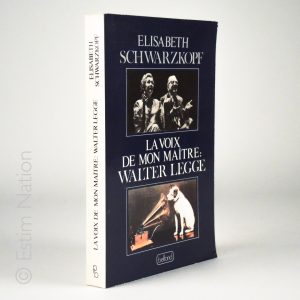 ELISABETH
SCHWARZKOPF
LA VOIX
DE MON MAÎTRE:
WALTER LEGGE
belfond
ELISABETH
SCHWARZKOPF
LA VOIX DE MON MAÎTRE: WALTER LEGGE
© Estim Nation